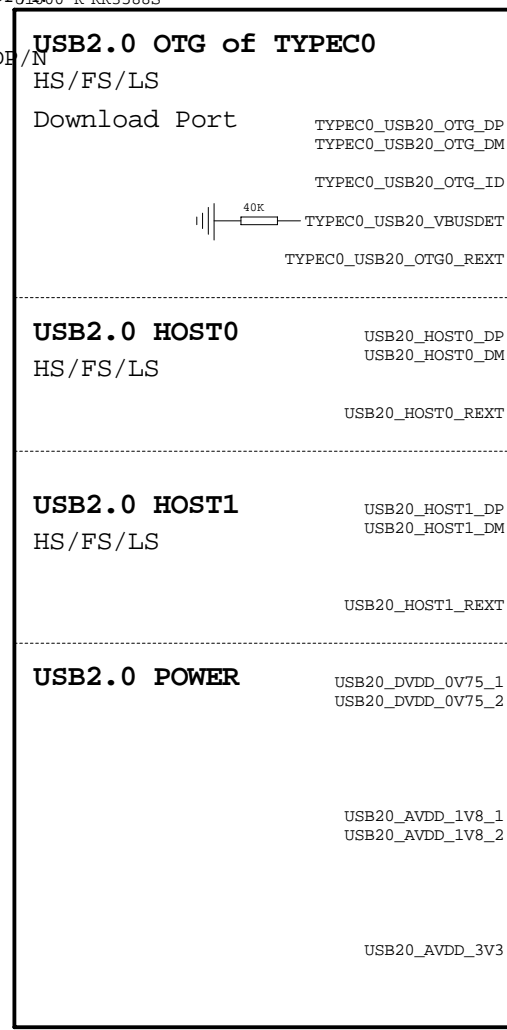 USB2.0 OTG of TYPEC0
HS/FS/LS
Download Port
TYPEC0_USB20_OTG_DP
TYPEC0_USB20_OTG_DM
TYPEC0_USB20_OTG_ID
40K
TYPEC0_USB20_VBUSDET
TYPEC0_USB20_OTG0_REXT
USB2.0 HOST0
HS/FS/LS
USB20_HOST0_DP
USB20_HOST0_DM
USB20_HOST0_REXT
USB2.0 HOST1
HS/FS/LS
USB20_HOST1_DP
USB20_HOST1_DM
USB20_HOST1_REXT
USB2.0 POWER
USB20_DVDD_0V75_1
USB20_DVDD_0V75_2
USB20_AVDD_1V8_1
USB20_AVDD_1V8_2
USB20_AVDD_3V3